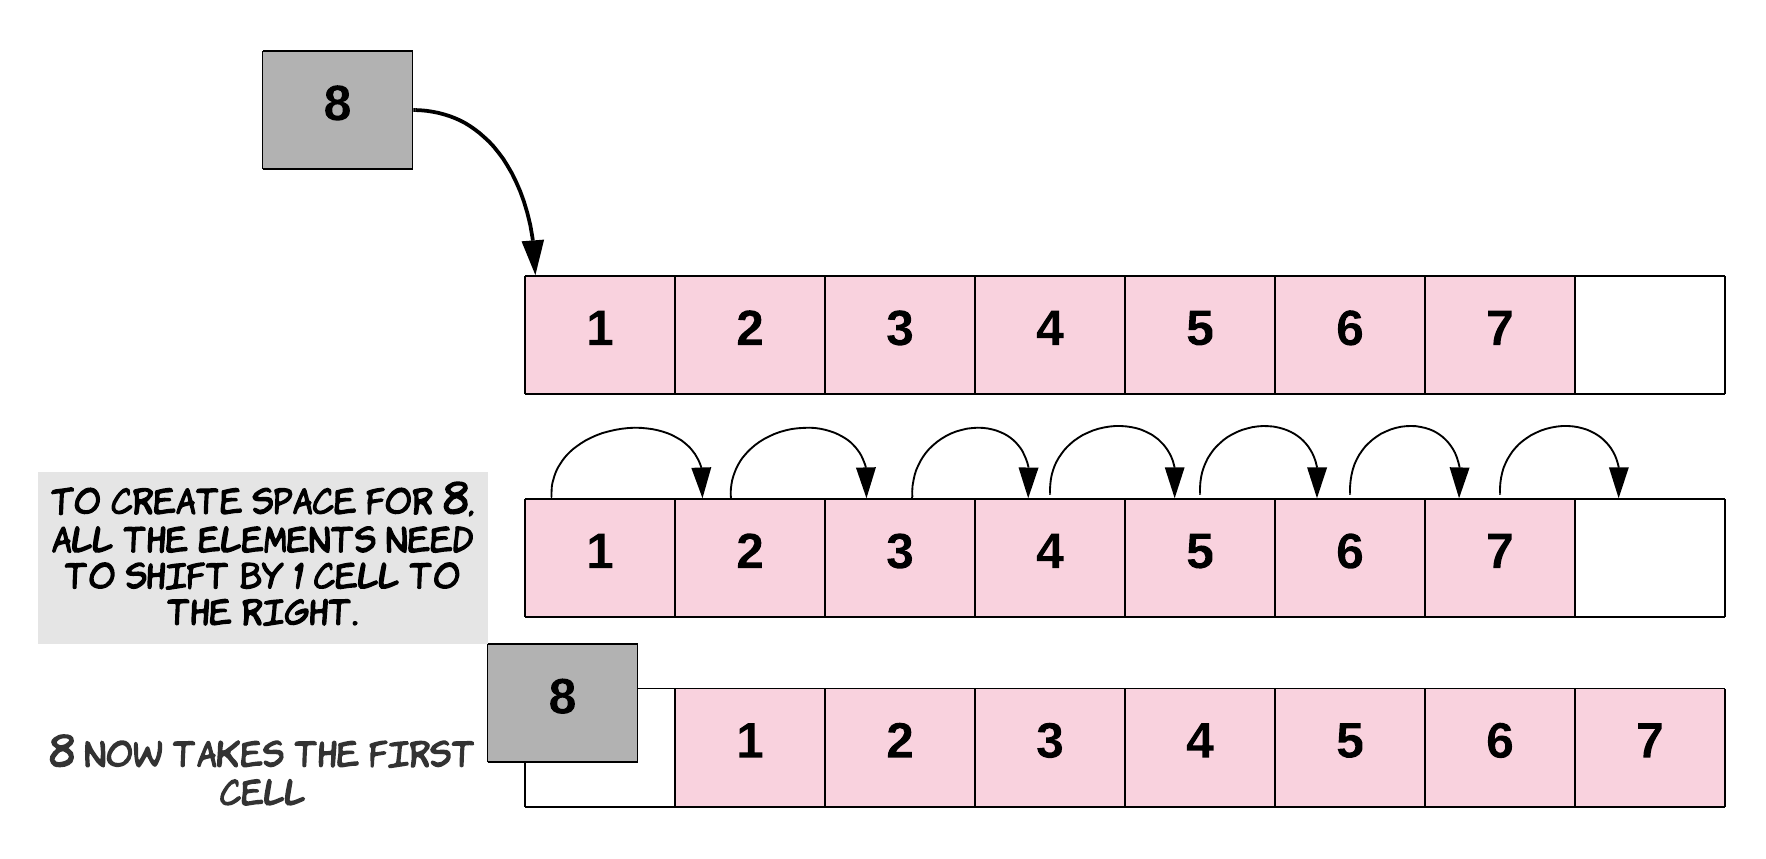 8
1 2 3 4 5 6 7
TO CREATE SPACE FOR 8,
ALL THE ELEMENTS NEED
TO SHIFT BY 1 CELL TO
THE RIGHT.
1 2 3 4 5 6 7
8
1 2 3 4 5 6 7
8 NOW TAKES THE FIRST
CELL